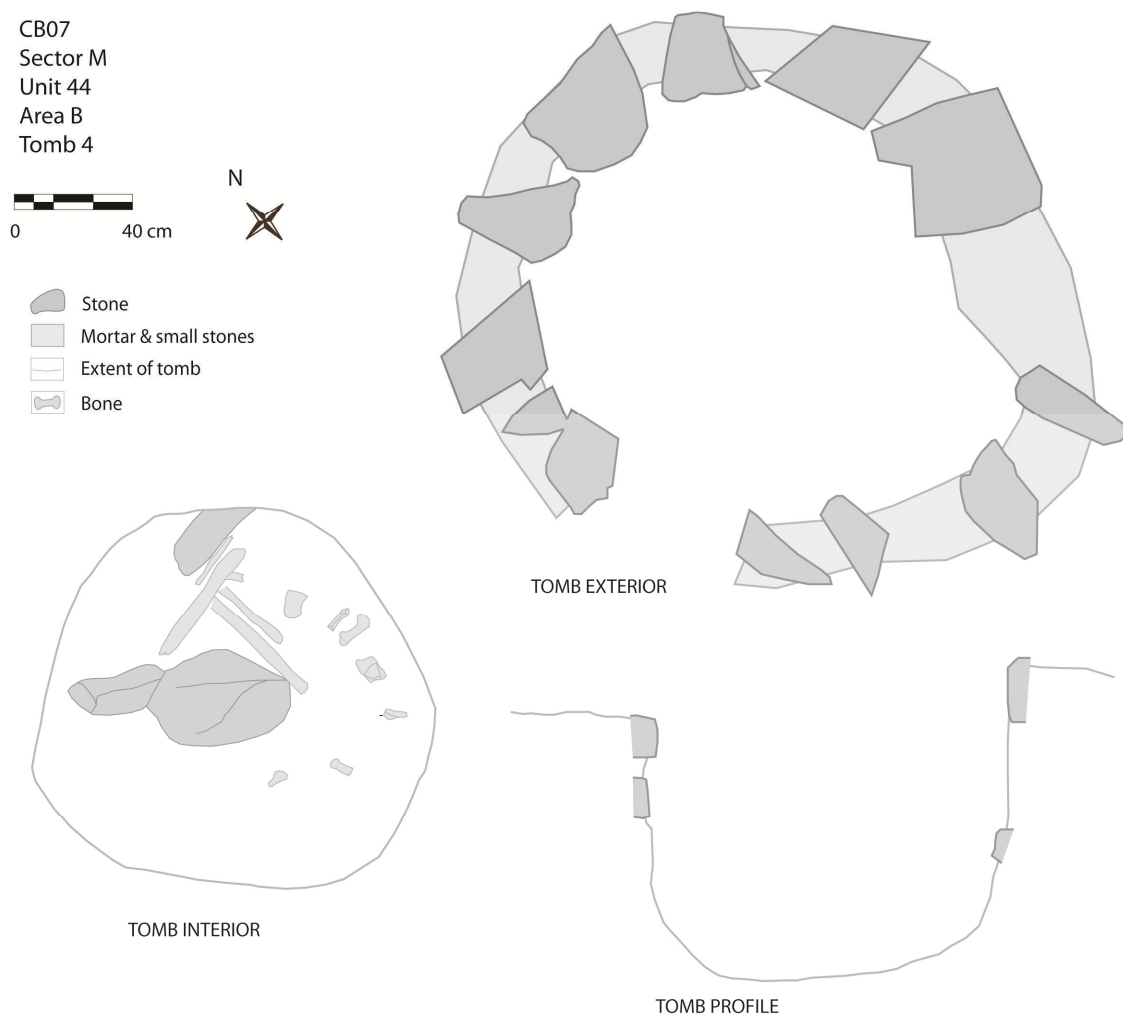 CB07
Sector M
Unit 44
Area B
Tomb 4
N
0 40 cm
Stone
Mortar & small stones
Extent of tomb
Bone
TOMB EXTERIOR
TOMB INTERIOR
TOMB PROFILE